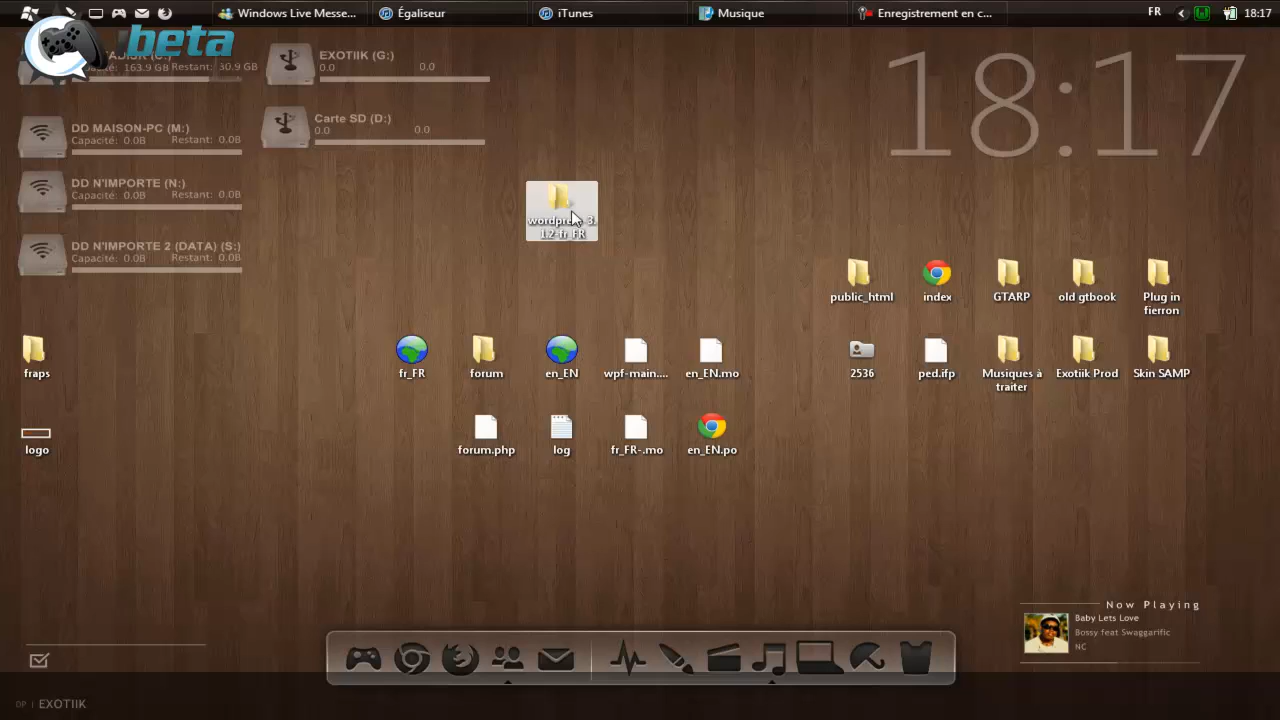 Windows Live Messe...
Égaliseur
iTunes
Musique
Enregistrement en c...
FR
18:17
beta
163.9 GB Restant: 30.9 GB
EXOTIIK (G:)
0.0 0.0
18:17
Carte SD (D:)
0.0 0.0
DD MAISON-PC (M:)
Capacité: 0.0B Restant: 0.0B
DD N'IMPORTE (N:)
Capacité: 0.0B Restant: 0.0B
DD N'IMPORTE 2 (DATA) (S:)
Capacité: 0.0B Restant: 0.0B
1.2-fr_FR
public_html
index
GTARP
old gtbook
Plug in
fierron
fraps
fr_FR
forum
en_EN
wpf-main....
en_EN.mo
2536
ped.ifp
Musiques à
traiter
Exotiik Prod
Skin SAMP
logo
forum.php
log
fr_FR-.mo
en_EN.po
Now Playing
Baby Lets Love
Bossy feat Swaggarific
NC
DP | EXOTIIK